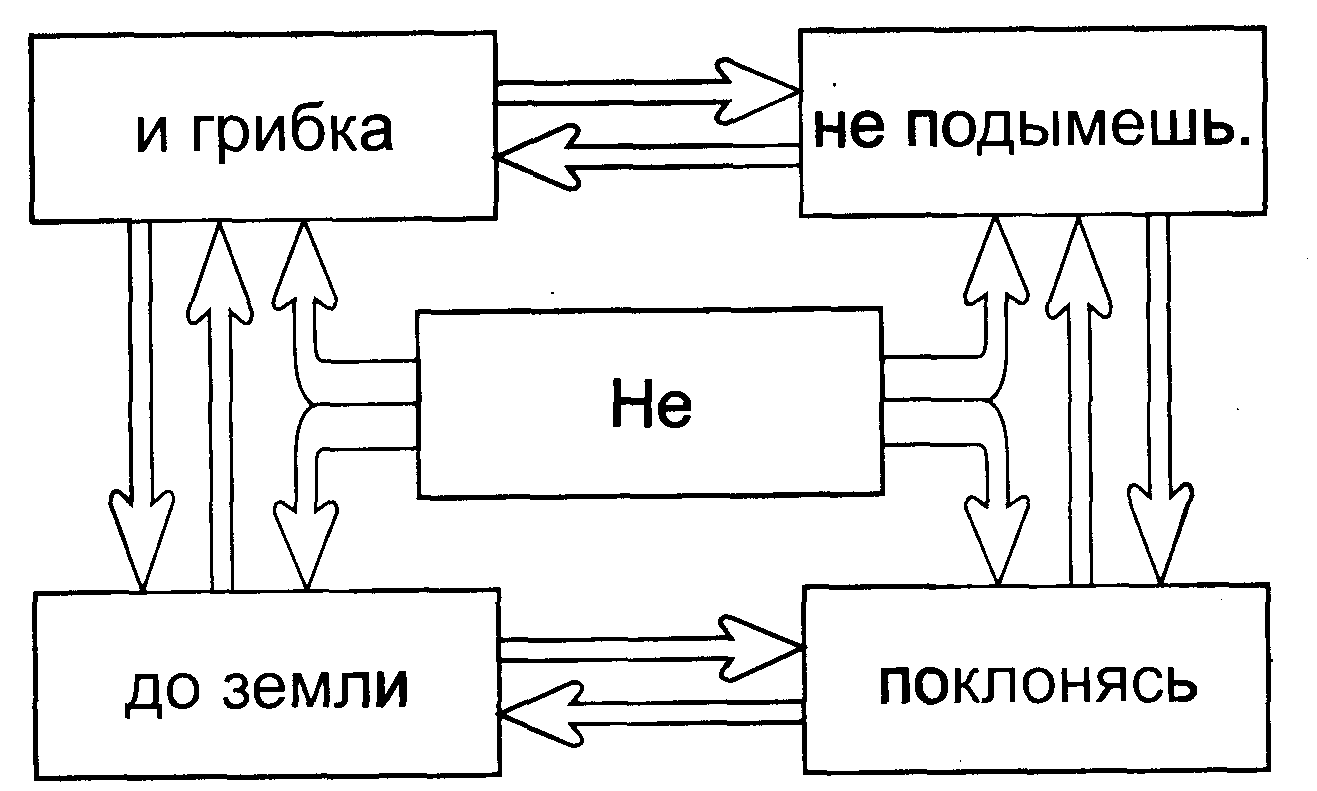 и грибка
не подымешь.
Не
до земли
поклонясь